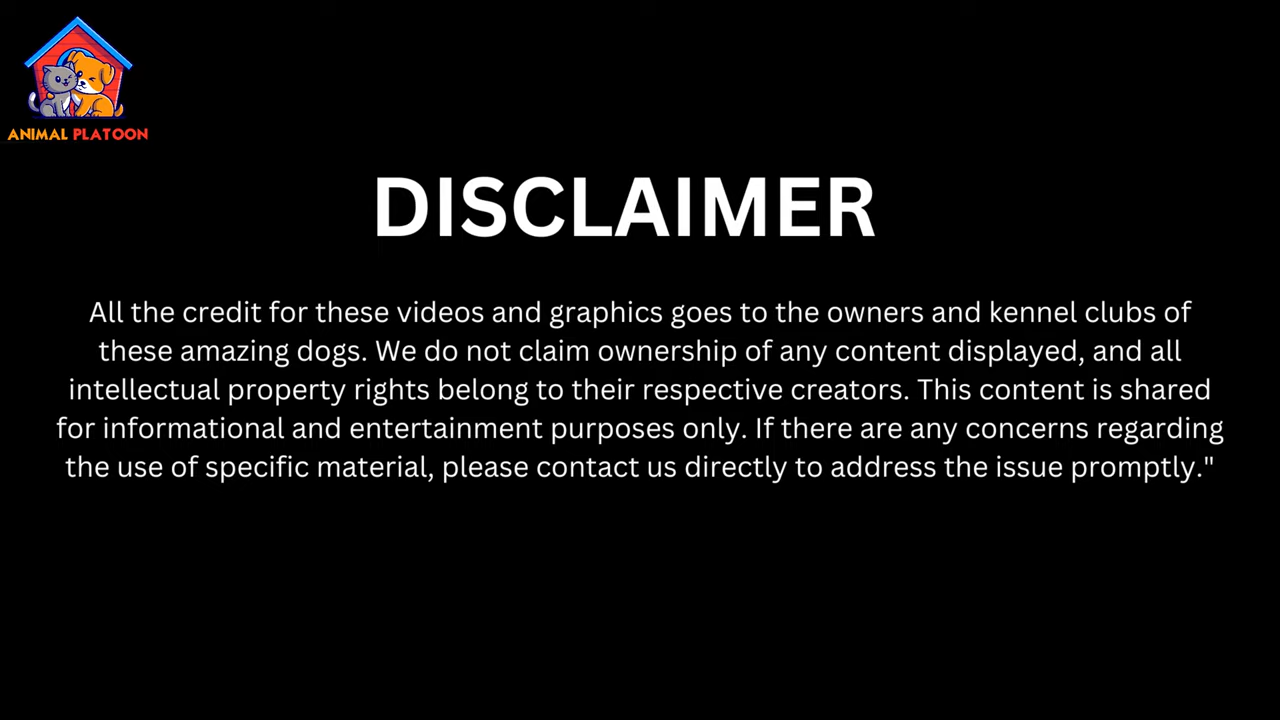 ANIMAL PLATOON
DISCLAIMER
All the credit for these videos and graphics goes to the owners and kennel clubs of
these amazing dogs. We do not claim ownership of any content displayed, and all
intellectual property rights belong to their respective creators. This content is shared
for informational and entertainment purposes only. If there are any concerns regarding
the use of specific material, please contact us directly to address the issue promptly."